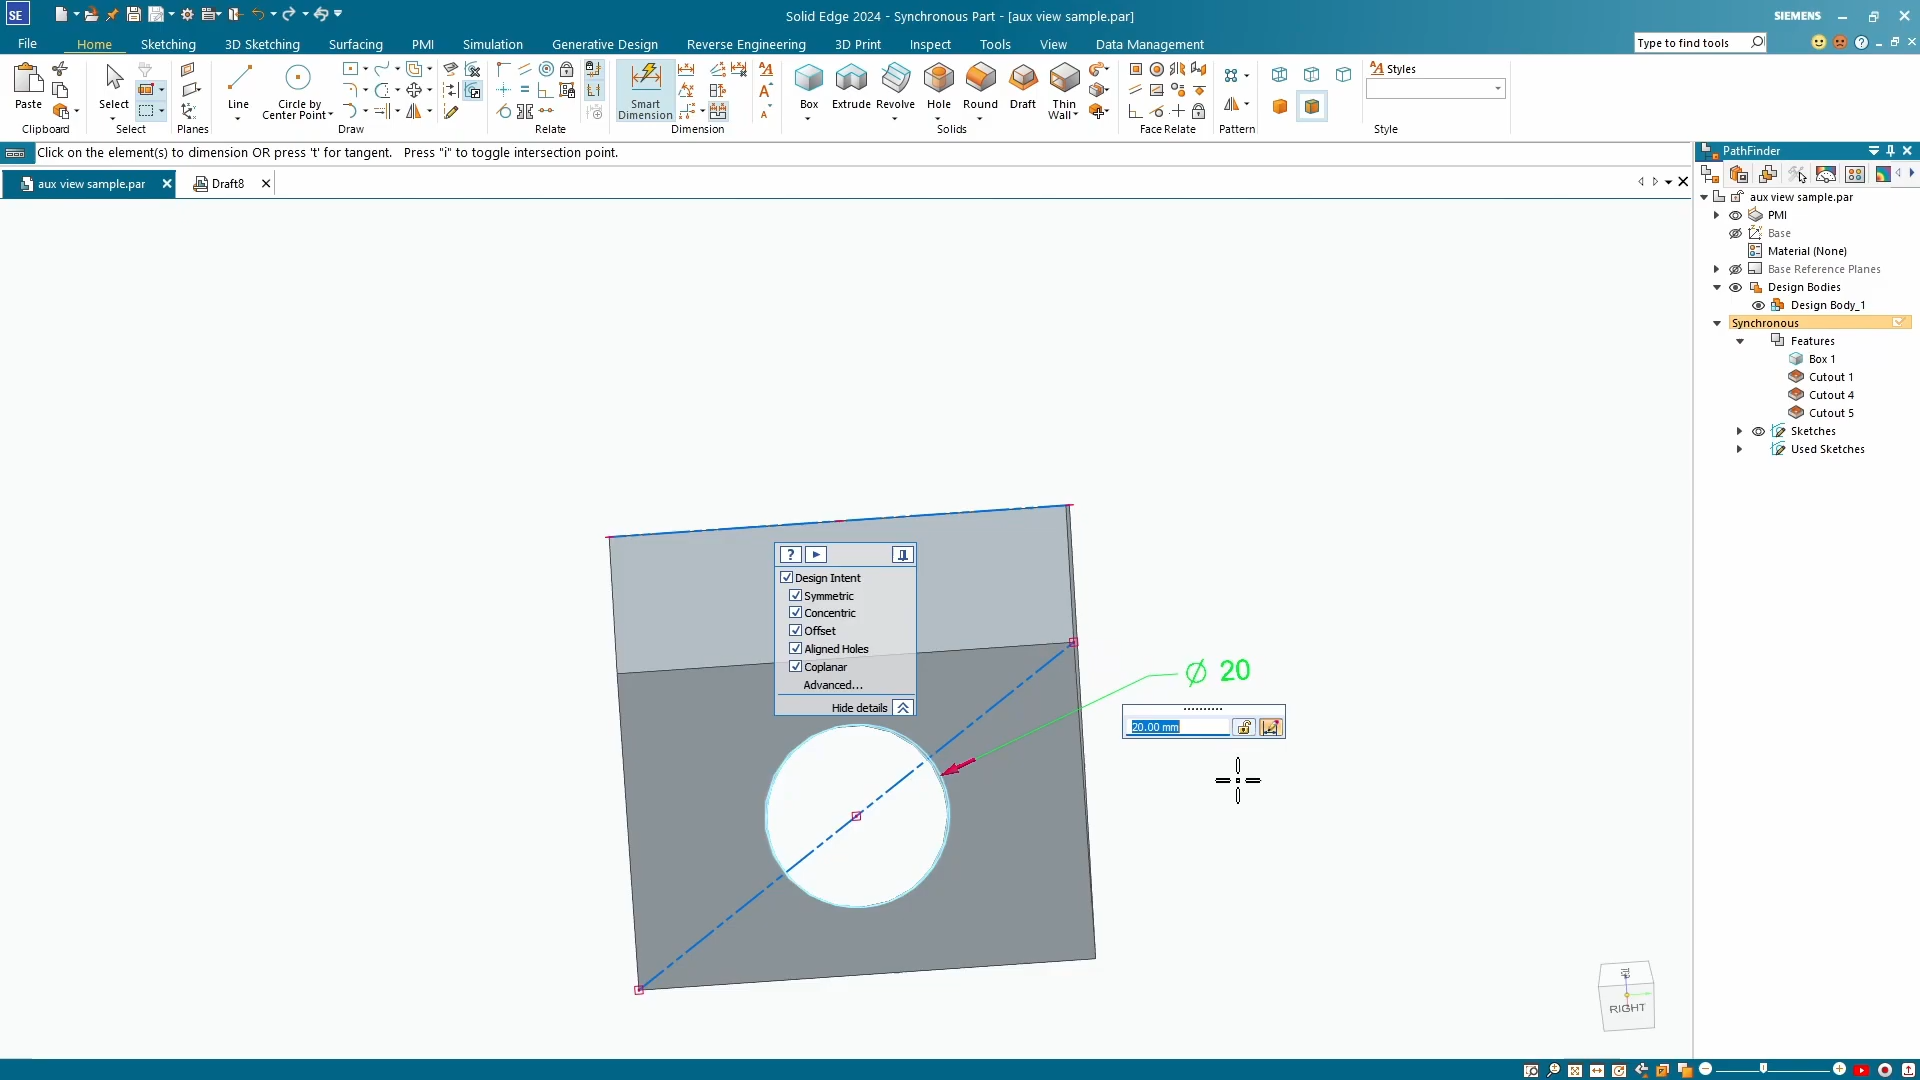 SE
Solid Edge 2024 - Synchronous Part - [aux view sample.par]
SIEMENS
File Home Sketching 3D Sketching Surfacing PMI Simulation Generative Design Reverse Engineering 3D Print Inspect Tools View Data Management
Type to find tools
Paste
Clipboard
Select
Select
Planes
Line
Circle by
Center Point
Draw
Relate
Smart
Dimension
Dimension
Box
Extrude
Revolve
Hole
Round
Draft
Thin
Wall
Solids
Face Relate
Pattern
Styles
Style
Click on the element(s) to dimension OR press 't' for tangent. Press "i" to toggle intersection point.
aux view sample.par
Draft8
PathFinder
aux view sample.par
PMI
Base
Material (None)
Base Reference Planes
Design Bodies
Design Body_1
Synchronous
Features
Box 1
Cutout 1
Cutout 4
Cutout 5
Sketches
Used Sketches
?
Design Intent
Symmetric
Concentric
Offset
Aligned Holes
Coplanar
Advanced...
Hide details
∅ 20
20.00 mm
RIGHT